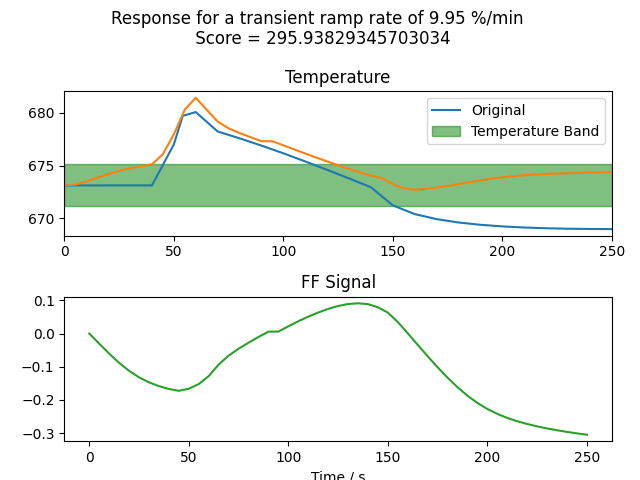 Response for a transient ramp rate of 9.95 %/min
Score = 295.93829345703034
Temperature
680
675
670
Original
Temperature Band
0 50 100 150 200 250
FF Signal
0.1
0.0
−0.1
−0.2
−0.3
0 50 100 150 200 250
Time / s